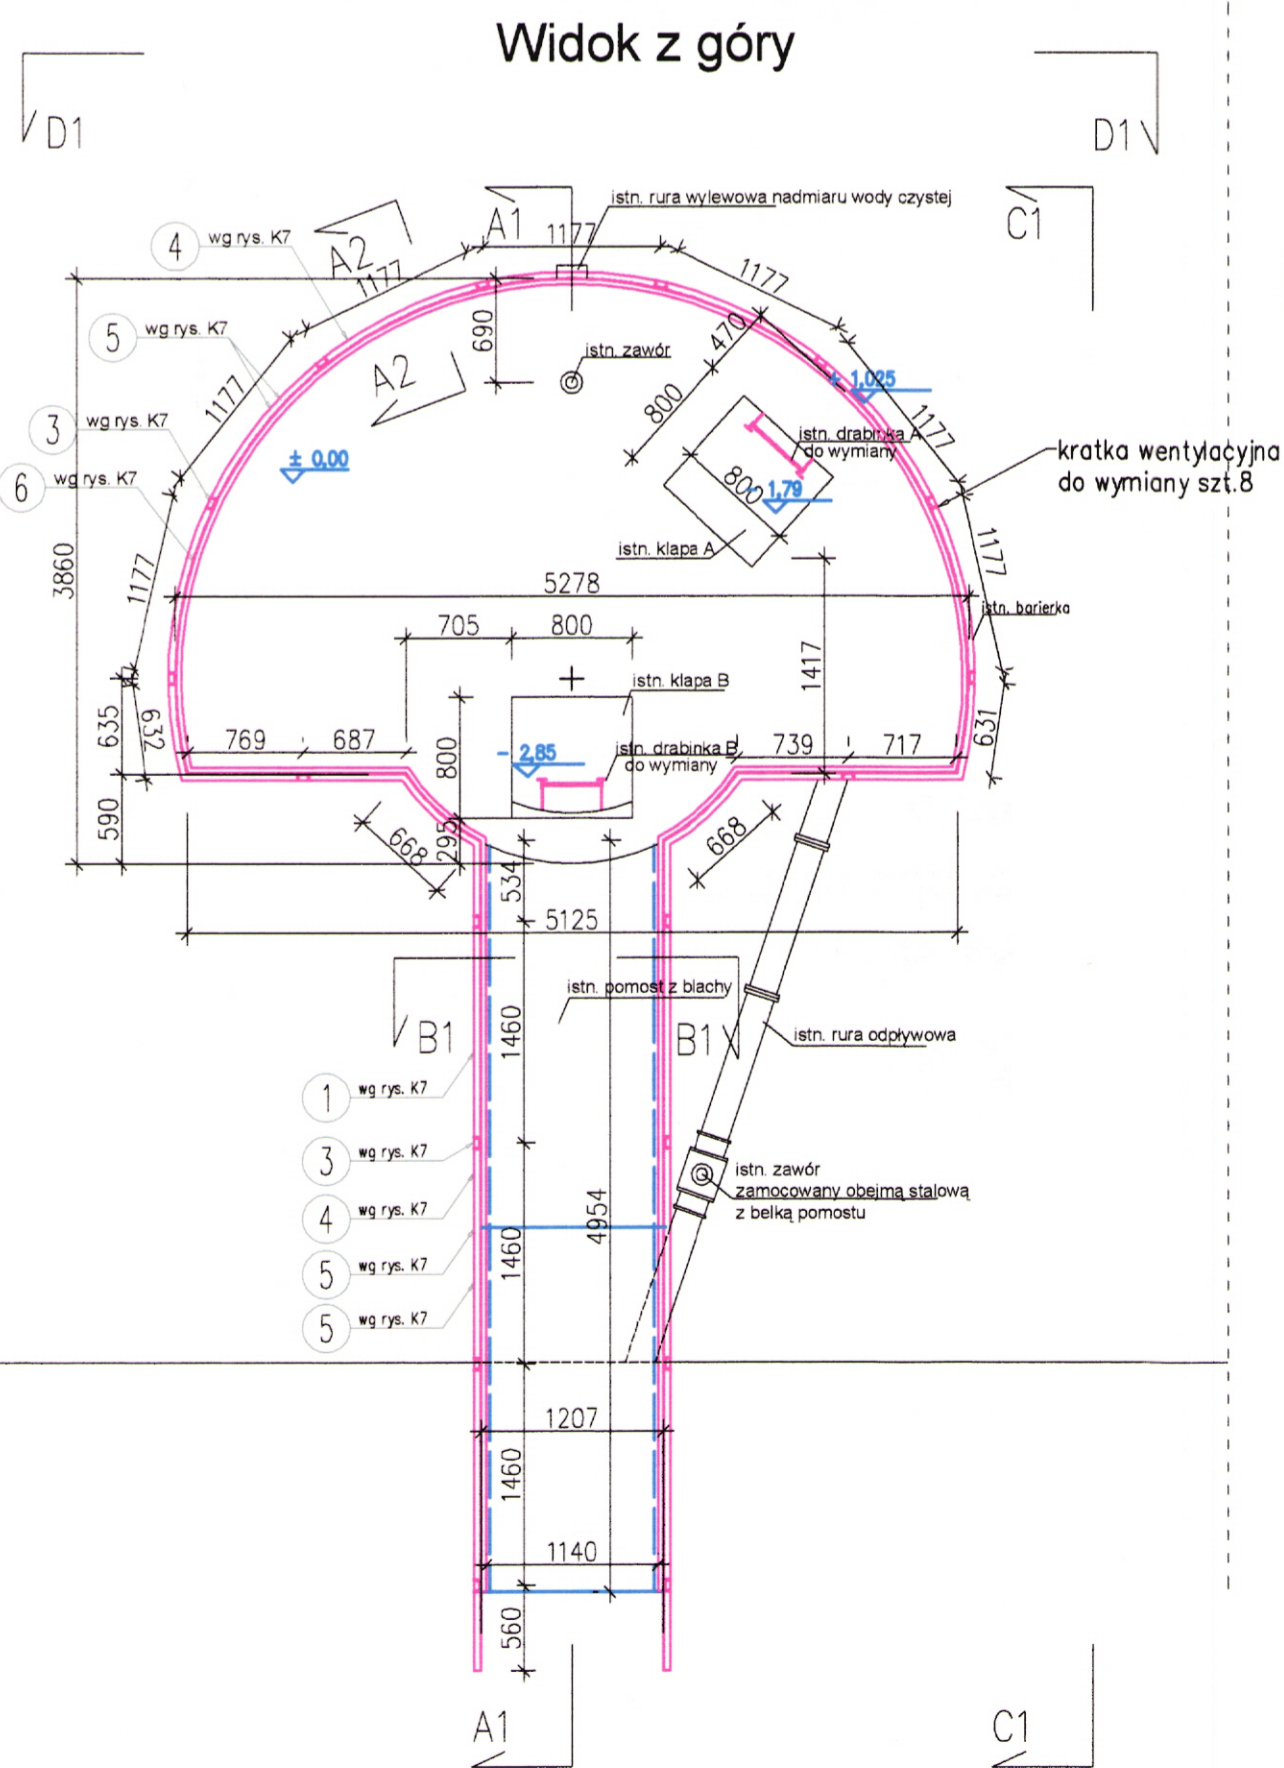 Widok z góry
D1
D1
A1
istn. rura wylewowa nadmiaru wody czystej
C1
4
wg rys. K7
A2
1177
1177
1177
5
wg rys. K7
690
470
istn. zawór
A2
1177
800
± 1,025
1177
3
wg rys. K7
istn. drabinka A
do wymiany
kratka wentylacyjna
do wymiany szt.8
± 0,00
6
wg rys. K7
800
- 1,79
istn. klapa A
3860
1177
1177
5278
istn. barierka
705
800
1417
istn. klapa B
635
632
769
687
800
- 2,85
istn. drabinka B
do wymiany
739
717
631
590
668
295
668
534
5125
istn. pomost z blachy
B1
1460
B1
istn. rura odpływowa
1
wg rys. K7
3
wg rys. K7
istn. zawór
zamocowany obejmą stalową
z belką pomostu
4
wg rys. K7
1460
4954
5
wg rys. K7
5
wg rys. K7
1207
1460
1140
560
A1
C1